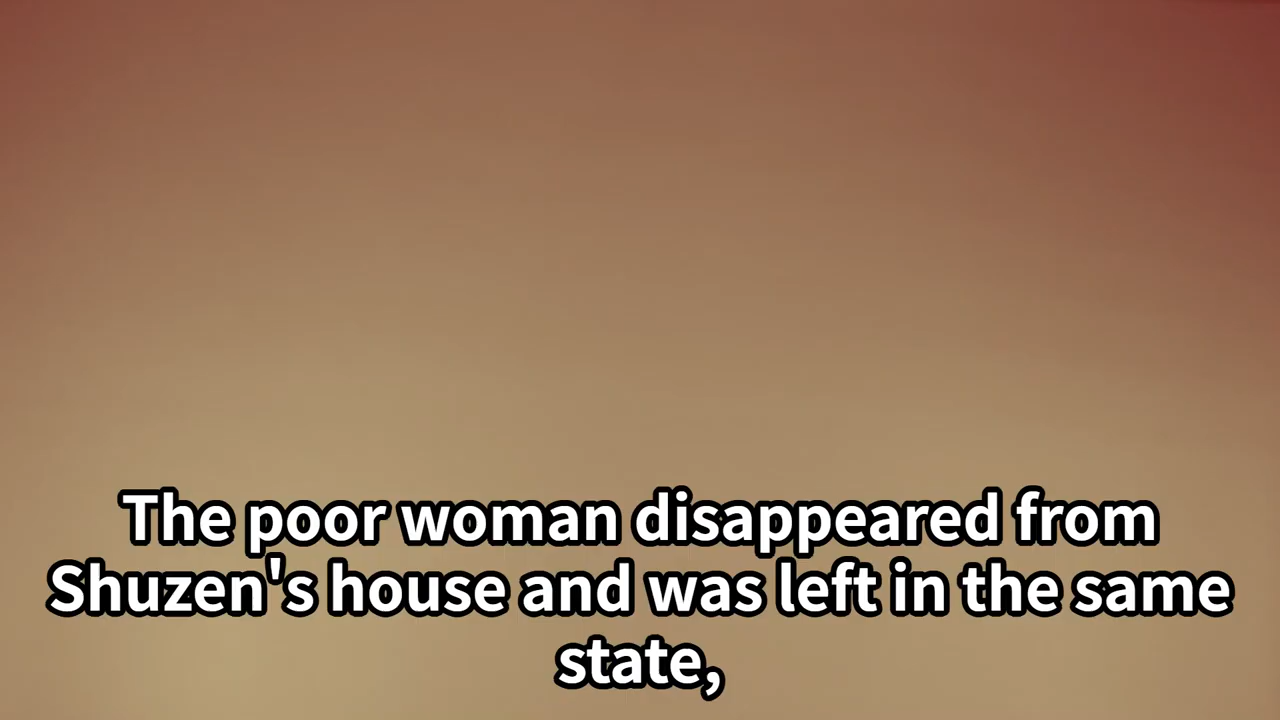 The poor woman disappeared from
Shuzen's house and was left in the same
state,